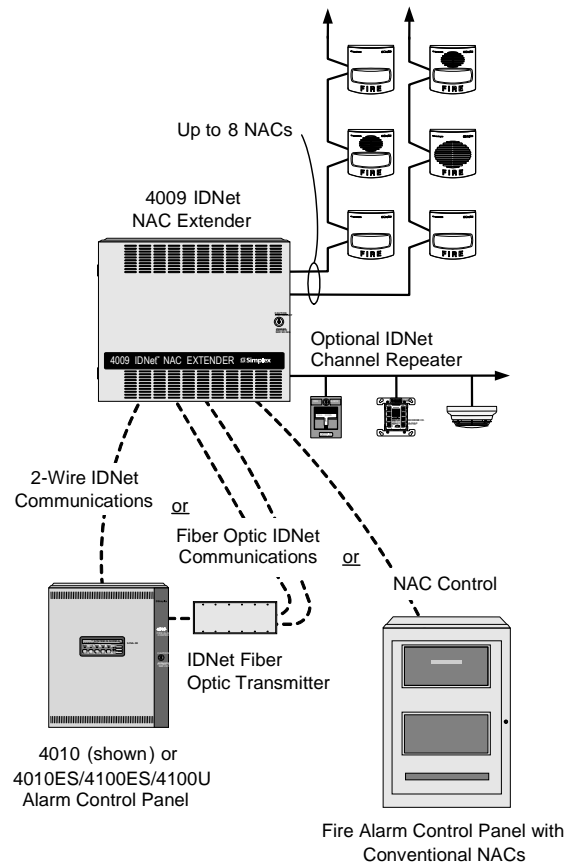 FIRE
FIRE
Up to 8 NACs
FIRE
FIRE
4009 IDNet
NAC Extender
FIRE
FIRE
4009 IDNet™ NAC EXTENDER Simplex
Optional IDNet
Channel Repeater
2-Wire IDNet
Communications
or
Fiber Optic IDNet
Communications
or
NAC Control
IDNet Fiber
Optic Transmitter
4010 (shown) or
4010ES/4100ES/4100U
Alarm Control Panel
Fire Alarm Control Panel with
Conventional NACs